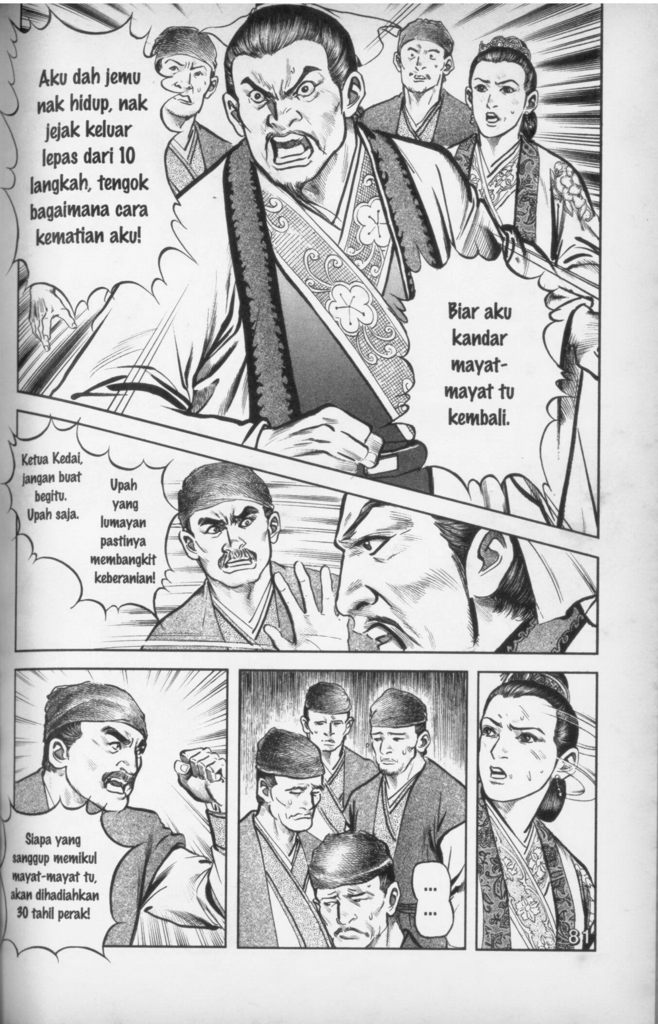 Aku dah jemu
nak hidup, nak
jejak keluar
lepas dari 10
langkah, tengok
bagaimana cara
kematian aku!
Biar aku
kandar
mayat-
mayat tu
kembali.
Ketua Kedai,
jangan buat
begitu.
Upah saja.
Upah
yang
lumayan
pastinya
membangkit
keberanian!
Siapa yang
sanggup memikul
mayat-mayat tu,
akan dihadiahkan
30 tahil perak!
...
...
81